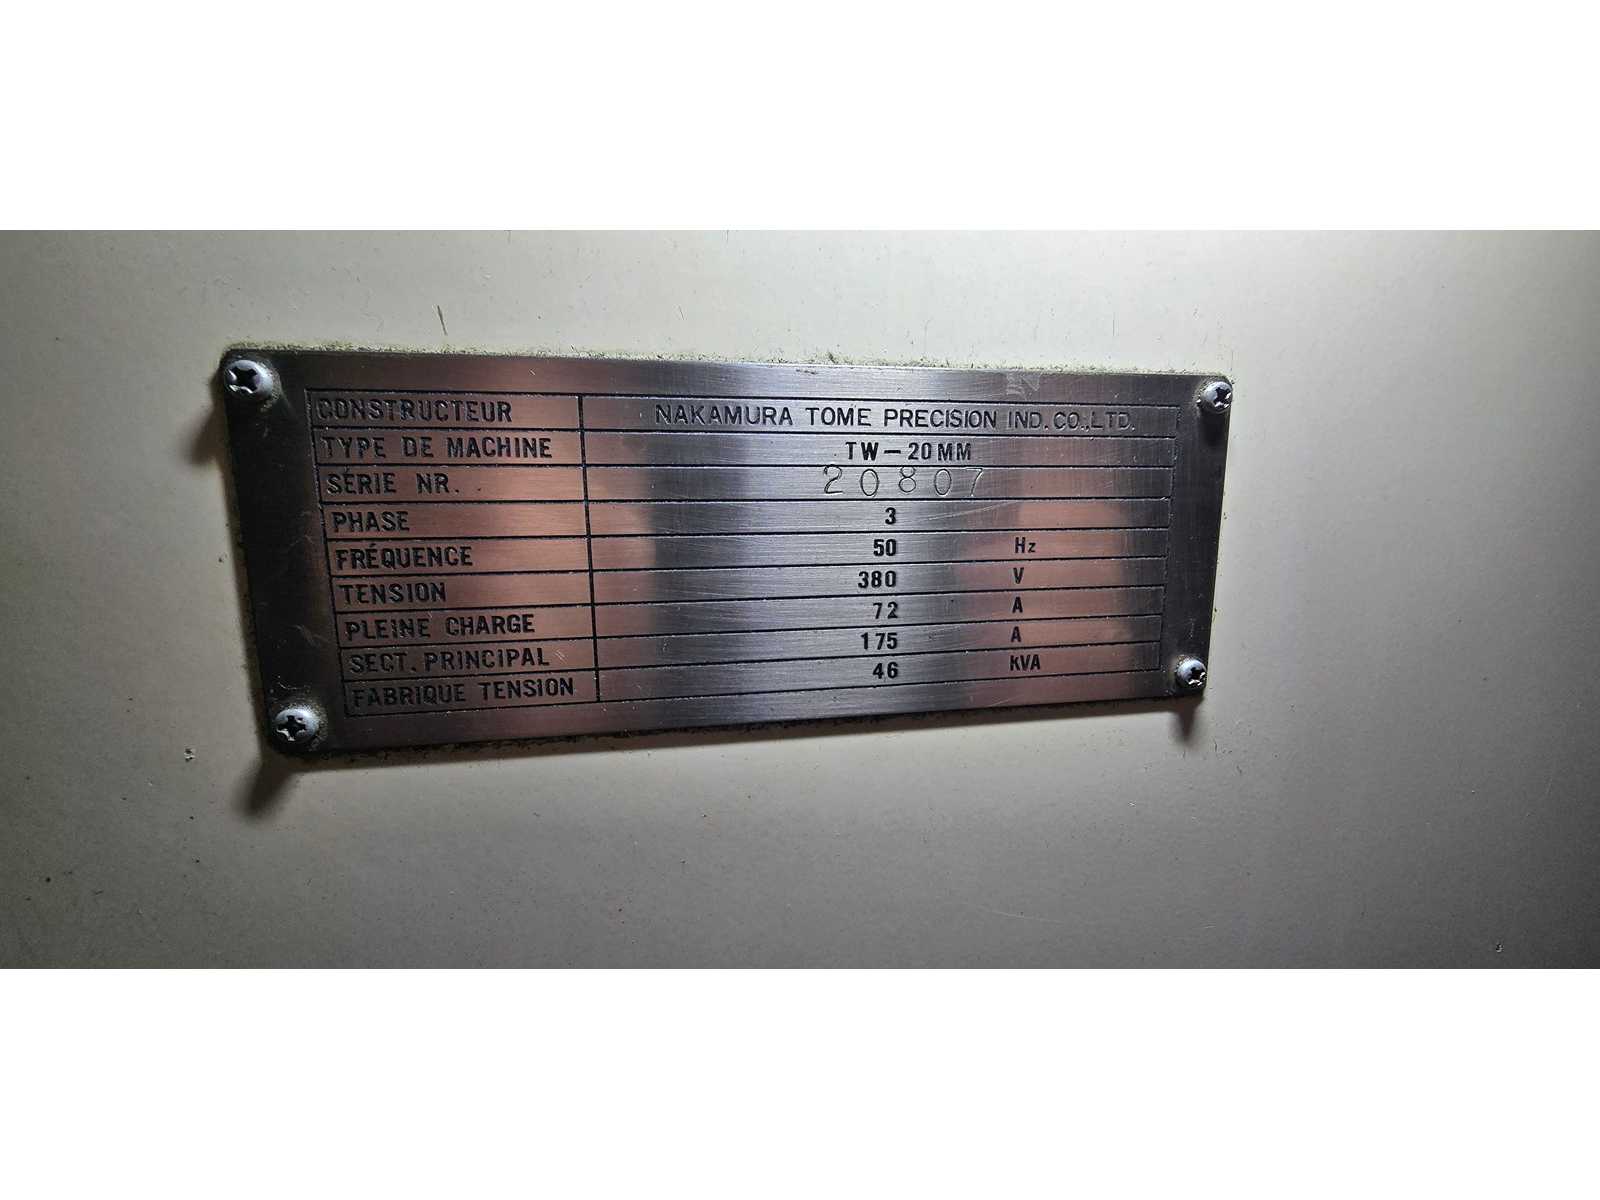 CONSTRUCTEUR NAKAMURA TOME PRECISION IND. CO., LTD.
TYPE DE MACHINE TW-20MM
SÉRIE NR. 20807
PHASE 3
FRÉQUENCE 50 Hz
TENSION 380 V
PLEINE CHARGE 72 A
SECT. PRINCIPAL 175 A
FABRIQUE TENSION 46 KVA